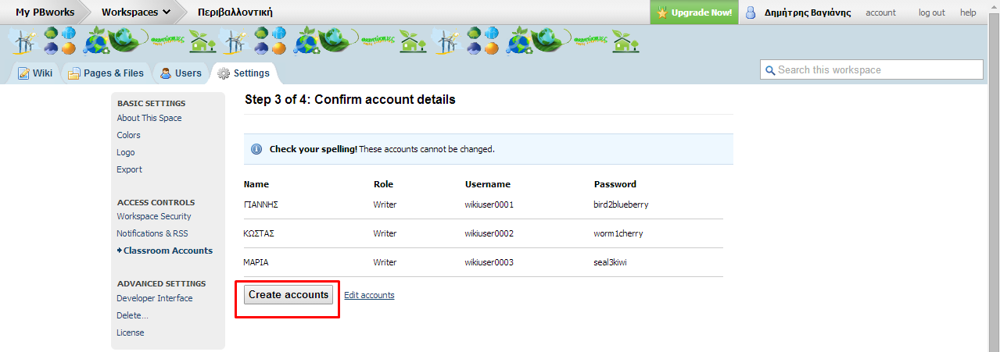 My PBworks Workspaces Περιβαλλοντική Upgrade Now! Δημήτρης Βαγιάνης account log out help
Wiki Pages & Files Users Settings Search this workspace
BASIC SETTINGS
About This Space
Colors
Logo
Export
ACCESS CONTROLS
Workspace Security
Notifications & RSS
Classroom Accounts
ADVANCED SETTINGS
Developer Interface
Delete...
License
Step 3 of 4: Confirm account details
Check your spelling! These accounts cannot be changed.
Name Role Username Password
ΓΙΑΝΝΗΣ Writer wikiuser0001 bird2blueberry
ΚΩΣΤΑΣ Writer wikiuser0002 worm1cherry
ΜΑΡΙΑ Writer wikiuser0003 seal3kiwi
Create accounts Edit accounts